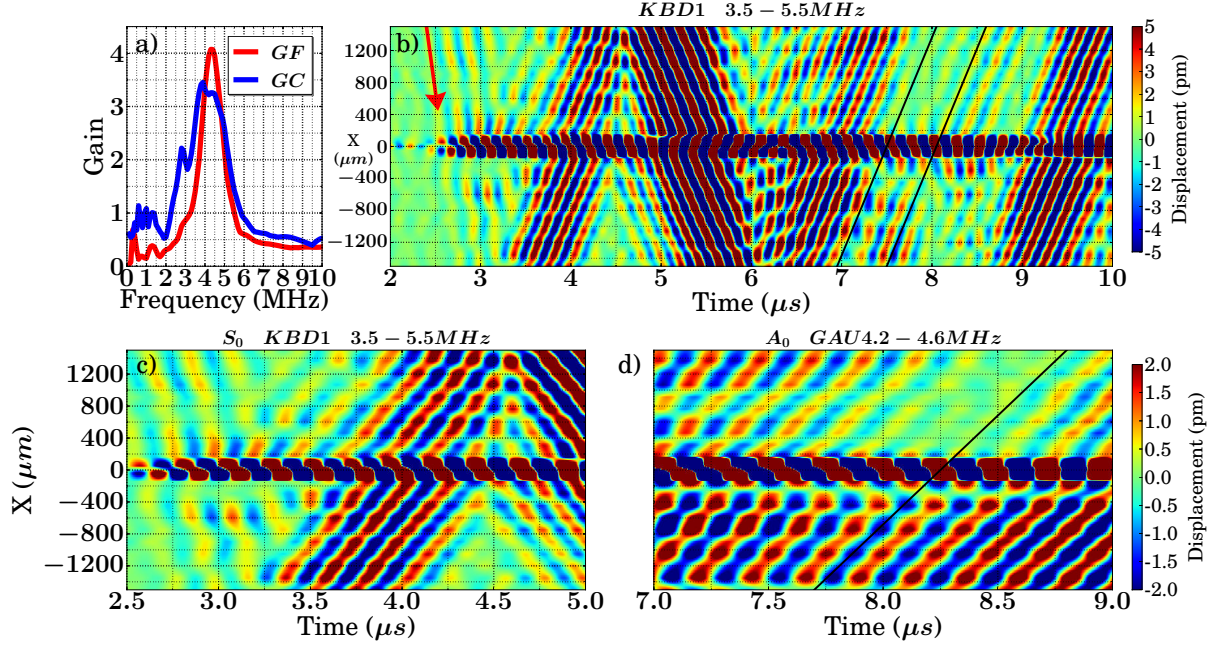 a)
GF
GC
Gain
4
3
2
1
0
0 1 2 3 4 5 6 7 8 9 10
Frequency (MHz)
KBD1 3.5 − 5.5MHz
b)
1200
800
400
X
(μm)
−400
−800
−1200
2 3 4 5 6 7 8 9 10
Time (μs)
5
4
3
2
1
0
-1
-2
-3
-4
-5
Displacement (pm)
S₀ KBD1 3.5 − 5.5MHz
c)
1200
800
400
0
−400
−800
−1200
X (μm)
2.5 3.0 3.5 4.0 4.5 5.0
Time (μs)
A₀ GAU4.2 − 4.6MHz
d)
7.0 7.5 8.0 8.5 9.0
Time (μs)
2.0
1.5
1.0
0.5
0.0
-0.5
-1.0
-1.5
-2.0
Displacement (pm)